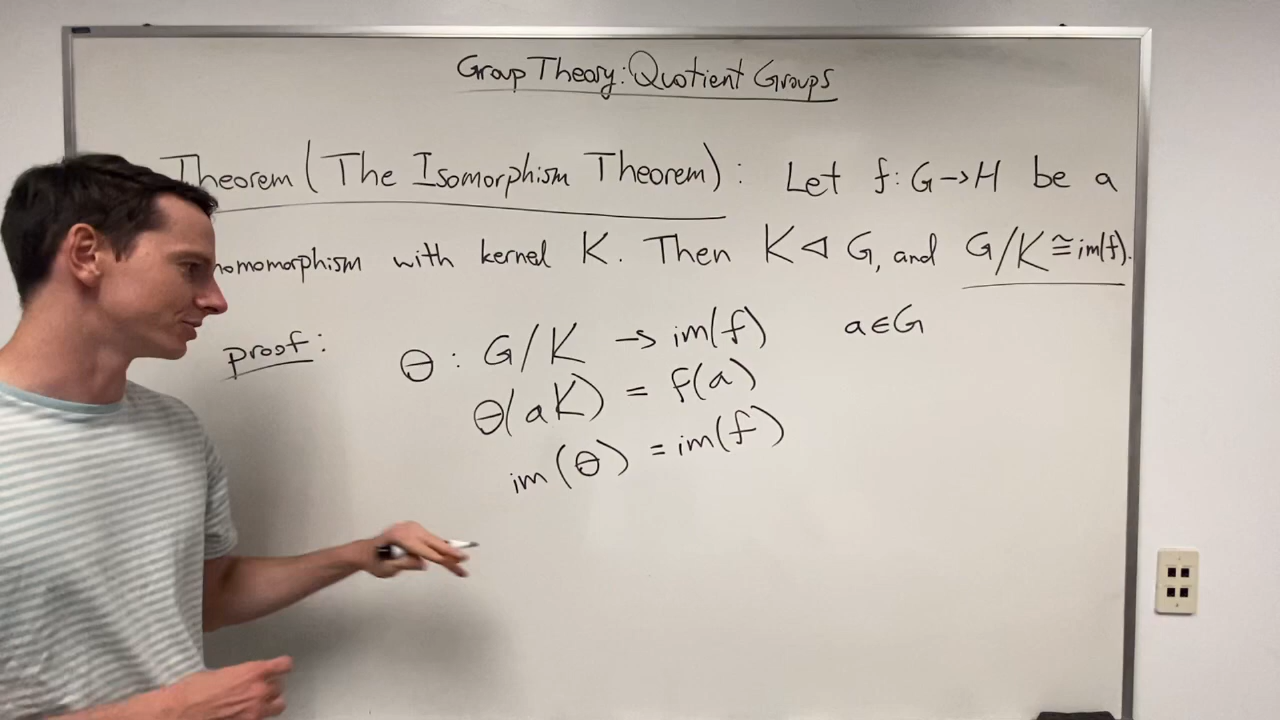 Group Theory: Quotient Groups
Theorem (The Isomorphism Theorem): Let f: G→H be a
homomorphism with kernel K. Then K ⊲ G, and G/K ≅ im(f).
proof: θ : G/K → im(f) a∈G
θ(aK) = f(a)
im(θ) = im(f)